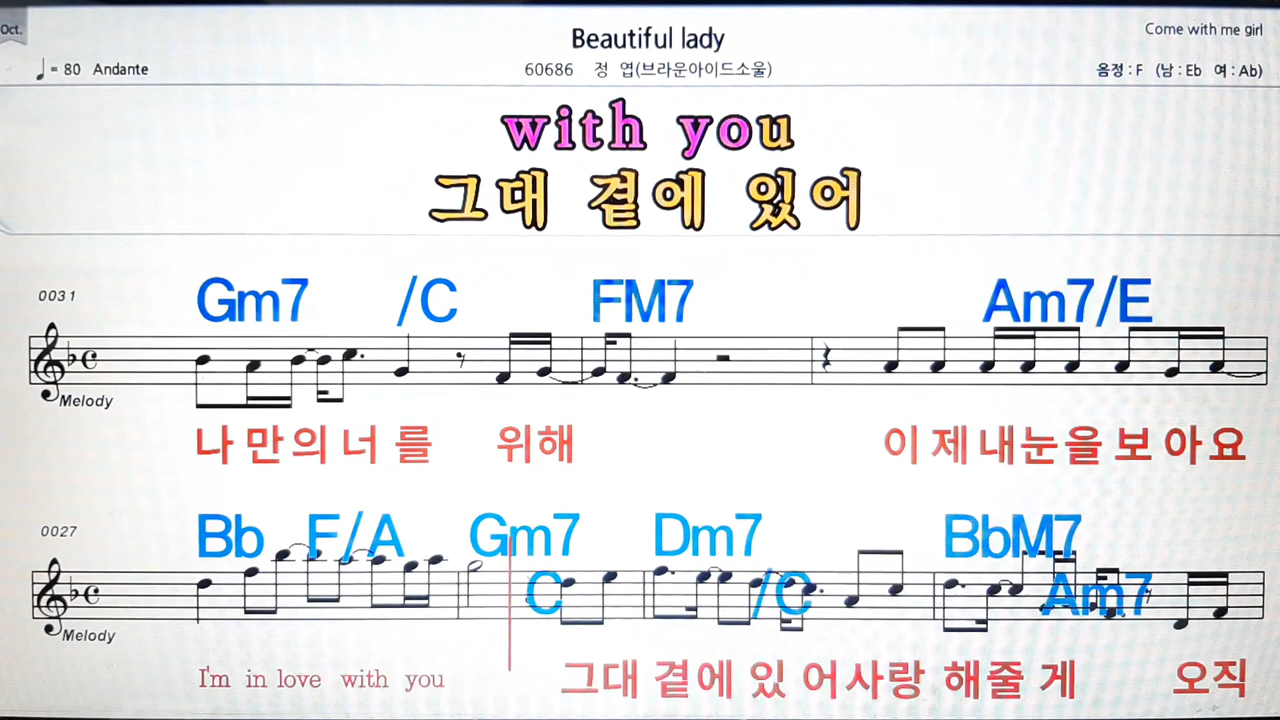 Oct.
Beautiful lady
Come with me girl
♩ = 80 Andante
60686 정 엽(브라운아이드소울)
음정 : F (남 : Eb 여 : Ab)
with you
그대 곁에 있어
0031
Gm7 /C FM7 Am7/E
Melody
나 만 의 너 를 위해 이 제 내눈을 보 아 요
0027
Bb F/A Gm7 Dm7 BbM7
C /C Am7
Melody
I'm in love with you 그대 곁에 있 어사랑 해줄 게 오직